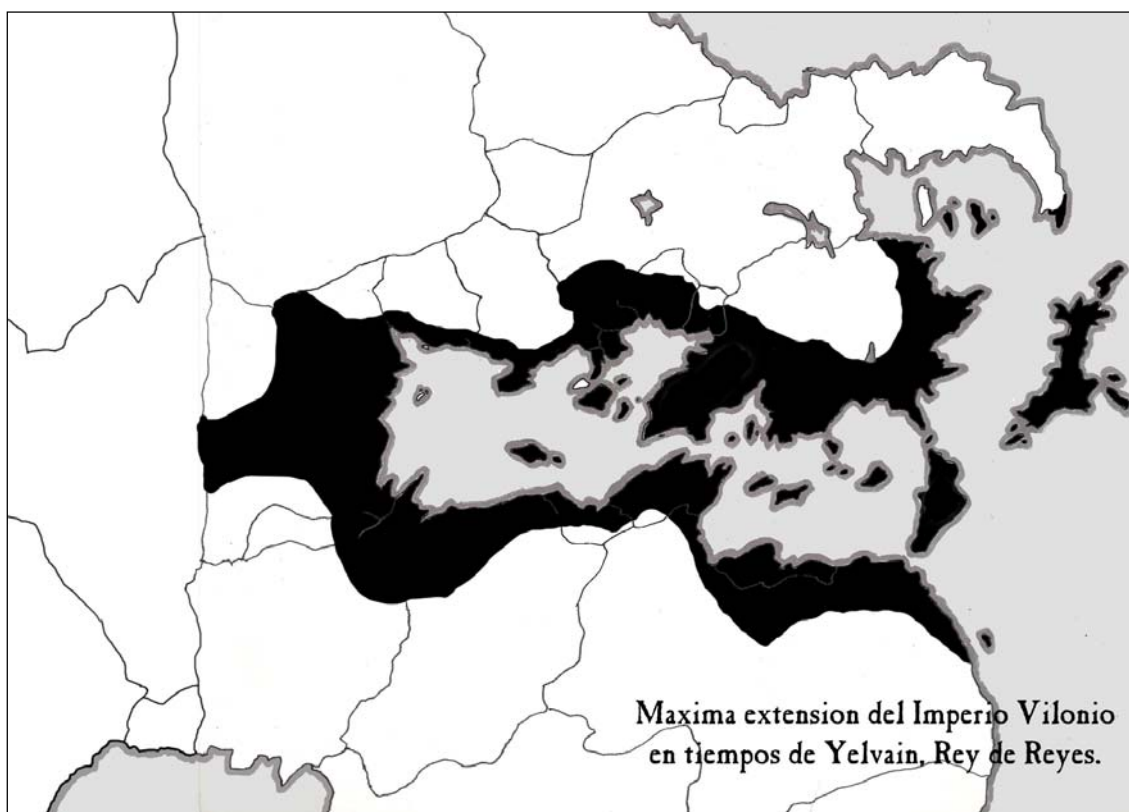 Maxima extension del Imperio Vilonio
en tiempos de Yelvain, Rey de Reyes.